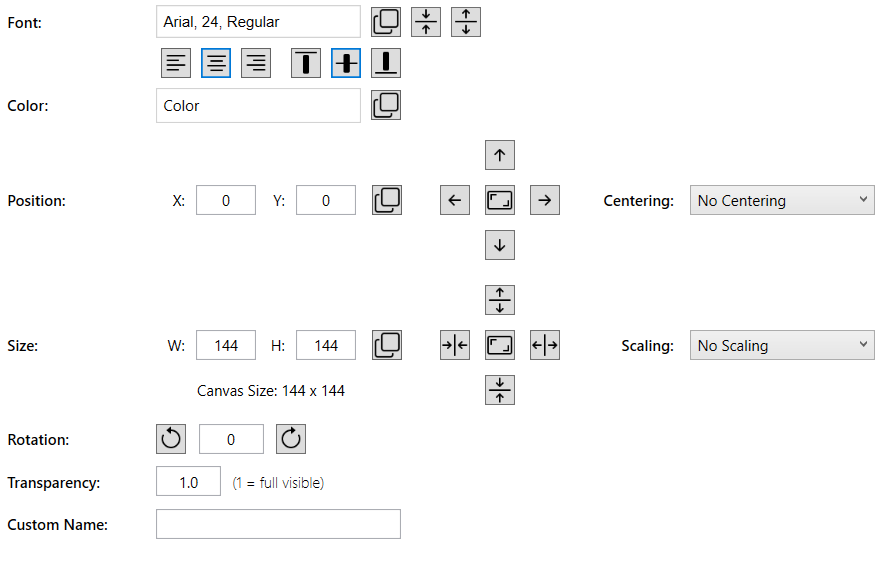 Font: Arial, 24, Regular
Color: Color
Position: X: 0 Y: 0 Centering: No Centering
Size: W: 144 H: 144 Scaling: No Scaling
Canvas Size: 144 x 144
Rotation: 0
Transparency: 1.0 (1 = full visible)
Custom Name: